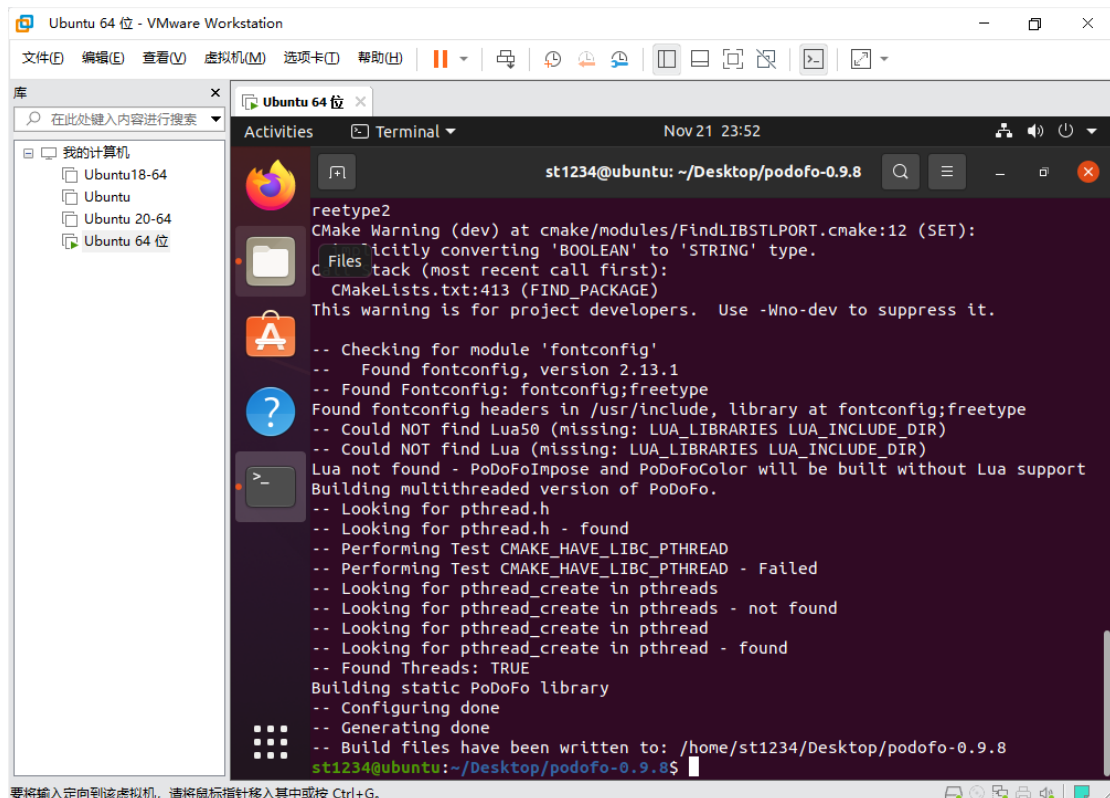 Ubuntu 64 位 - VMware Workstation
文件(F) 编辑(E) 查看(V) 虚拟机(M) 选项卡(T) 帮助(H)
库
在此处键入内容进行搜索
我的计算机
Ubuntu18-64
Ubuntu
Ubuntu 20-64
Ubuntu 64 位
Ubuntu 64 位
Activities Terminal Nov 21 23:52
st1234@ubuntu: ~/Desktop/podofo-0.9.8
Files
reetype2
CMake Warning (dev) at cmake/modules/FindLIBSTLPORT.cmake:12 (SET):
implicitly converting 'BOOLEAN' to 'STRING' type.
tack (most recent call first):
CMakeLists.txt:413 (FIND_PACKAGE)
This warning is for project developers.  Use -Wno-dev to suppress it.
-- Checking for module 'fontconfig'
--   Found fontconfig, version 2.13.1
-- Found Fontconfig: fontconfig;freetype
Found fontconfig headers in /usr/include, library at fontconfig;freetype
-- Could NOT find Lua50 (missing: LUA_LIBRARIES LUA_INCLUDE_DIR)
-- Could NOT find Lua (missing: LUA_LIBRARIES LUA_INCLUDE_DIR)
Lua not found - PoDoFoImpose and PoDoFoColor will be built without Lua support
Building multithreaded version of PoDoFo.
-- Looking for pthread.h
-- Looking for pthread.h - found
-- Performing Test CMAKE_HAVE_LIBC_PTHREAD
-- Performing Test CMAKE_HAVE_LIBC_PTHREAD - Failed
-- Looking for pthread_create in pthreads
-- Looking for pthread_create in pthreads - not found
-- Looking for pthread_create in pthread
-- Looking for pthread_create in pthread - found
-- Found Threads: TRUE
Building static PoDoFo library
-- Configuring done
-- Generating done
-- Build files have been written to: /home/st1234/Desktop/podofo-0.9.8
st1234@ubuntu:~/Desktop/podofo-0.9.8$
要将输入定向到该虚拟机，请将鼠标指针移入其中或按 Ctrl+G。